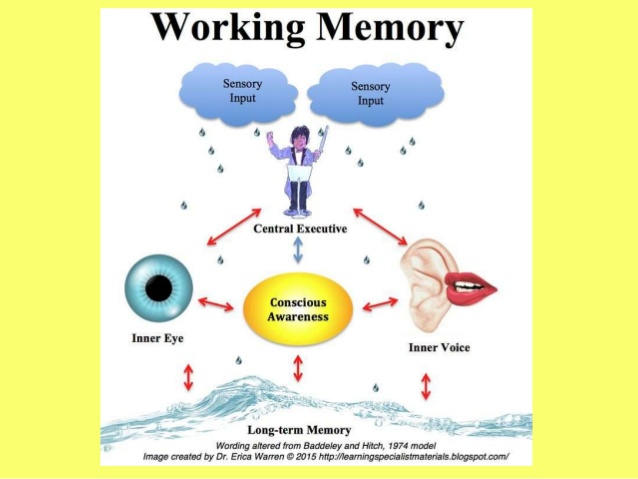 Working Memory
Sensory
Input
Sensory
Input
Central Executive
Conscious
Awareness
Inner Eye
Inner Voice
Long-term Memory
Wording altered from Baddeley and Hitch, 1974 model
Image created by Dr. Erica Warren © 2015 http://learningspecialistmaterials.blogspot.com/